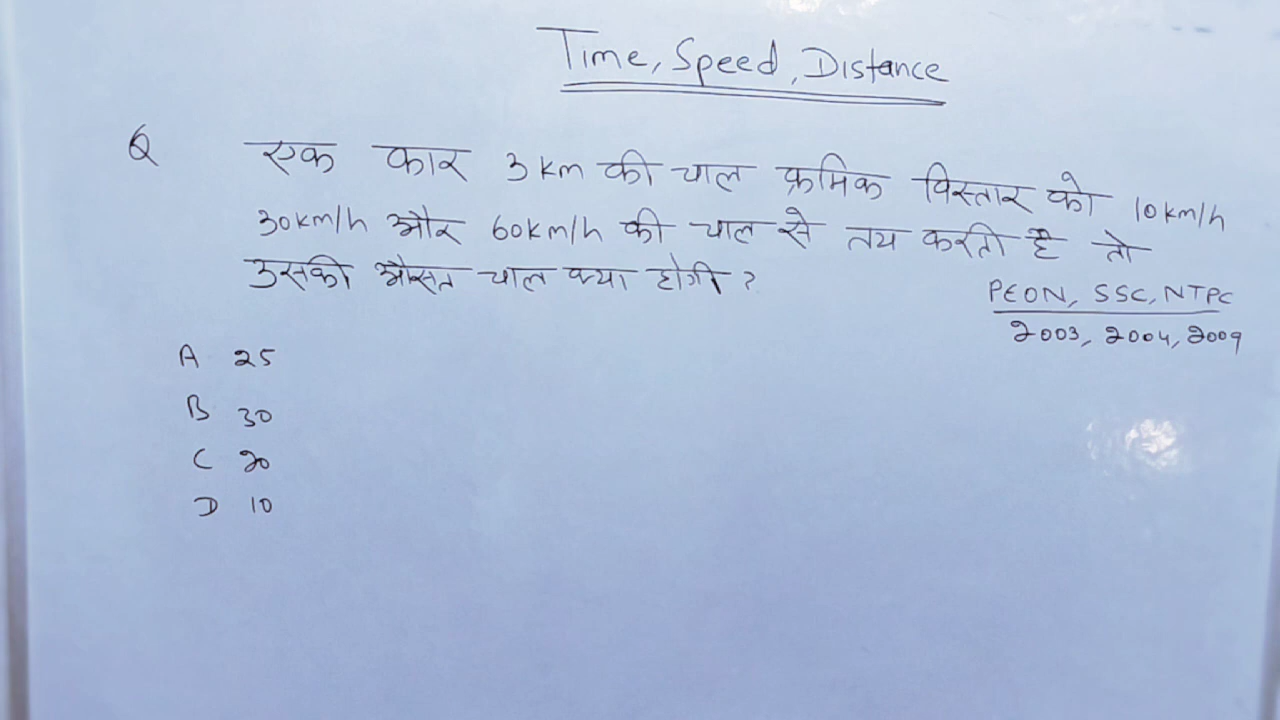 Time, Speed, Distance
Q एक कार 3 km की चाल क्रमिक विस्तार को 10 km/h
30 km/h और 60 km/h की चाल से तय करती है तो
उसकी औसत चाल क्या होगी ?
PEON, SSC, NTPC
2003, 2004, 2009
A 25
B 30
C 20
D 10